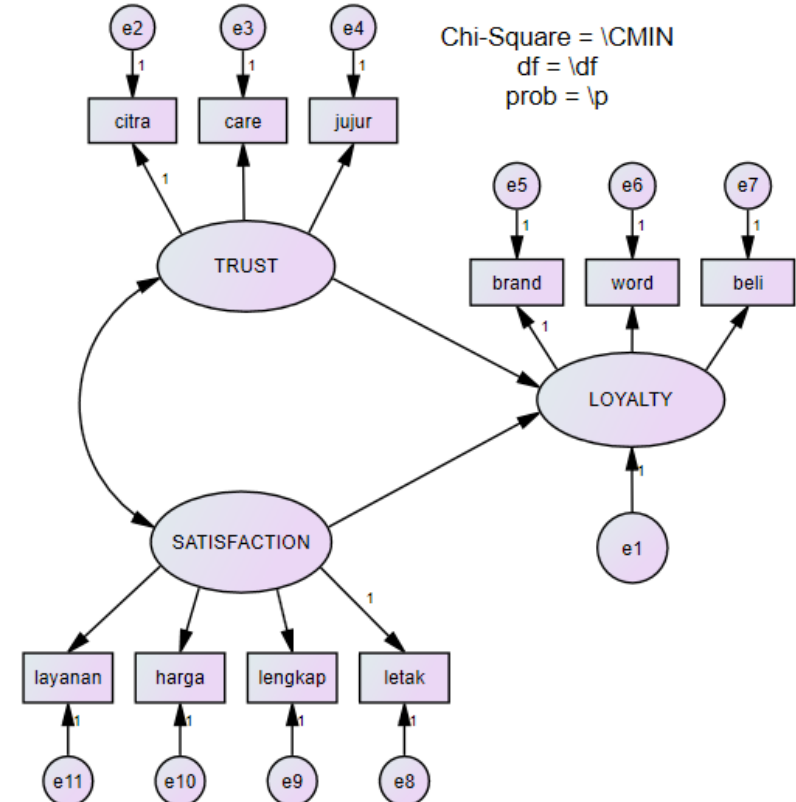 e2 e3 e4
Chi-Square = \CMIN
1 1 1
df = \df
prob = \p
citra care jujur
1
e5 e6 e7
1 1 1
TRUST
brand word beli
1
LOYALTY
1
e1
SATISFACTION
1
layanan harga lengkap letak
1 1 1 1
e11 e10 e9 e8